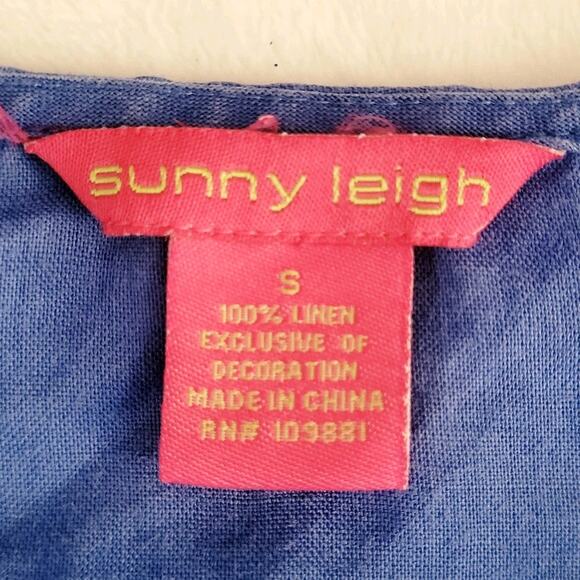 sunny leigh
S
100% LINEN
EXCLUSIVE OF
DECORATION
MADE IN CHINA
RN# 109881